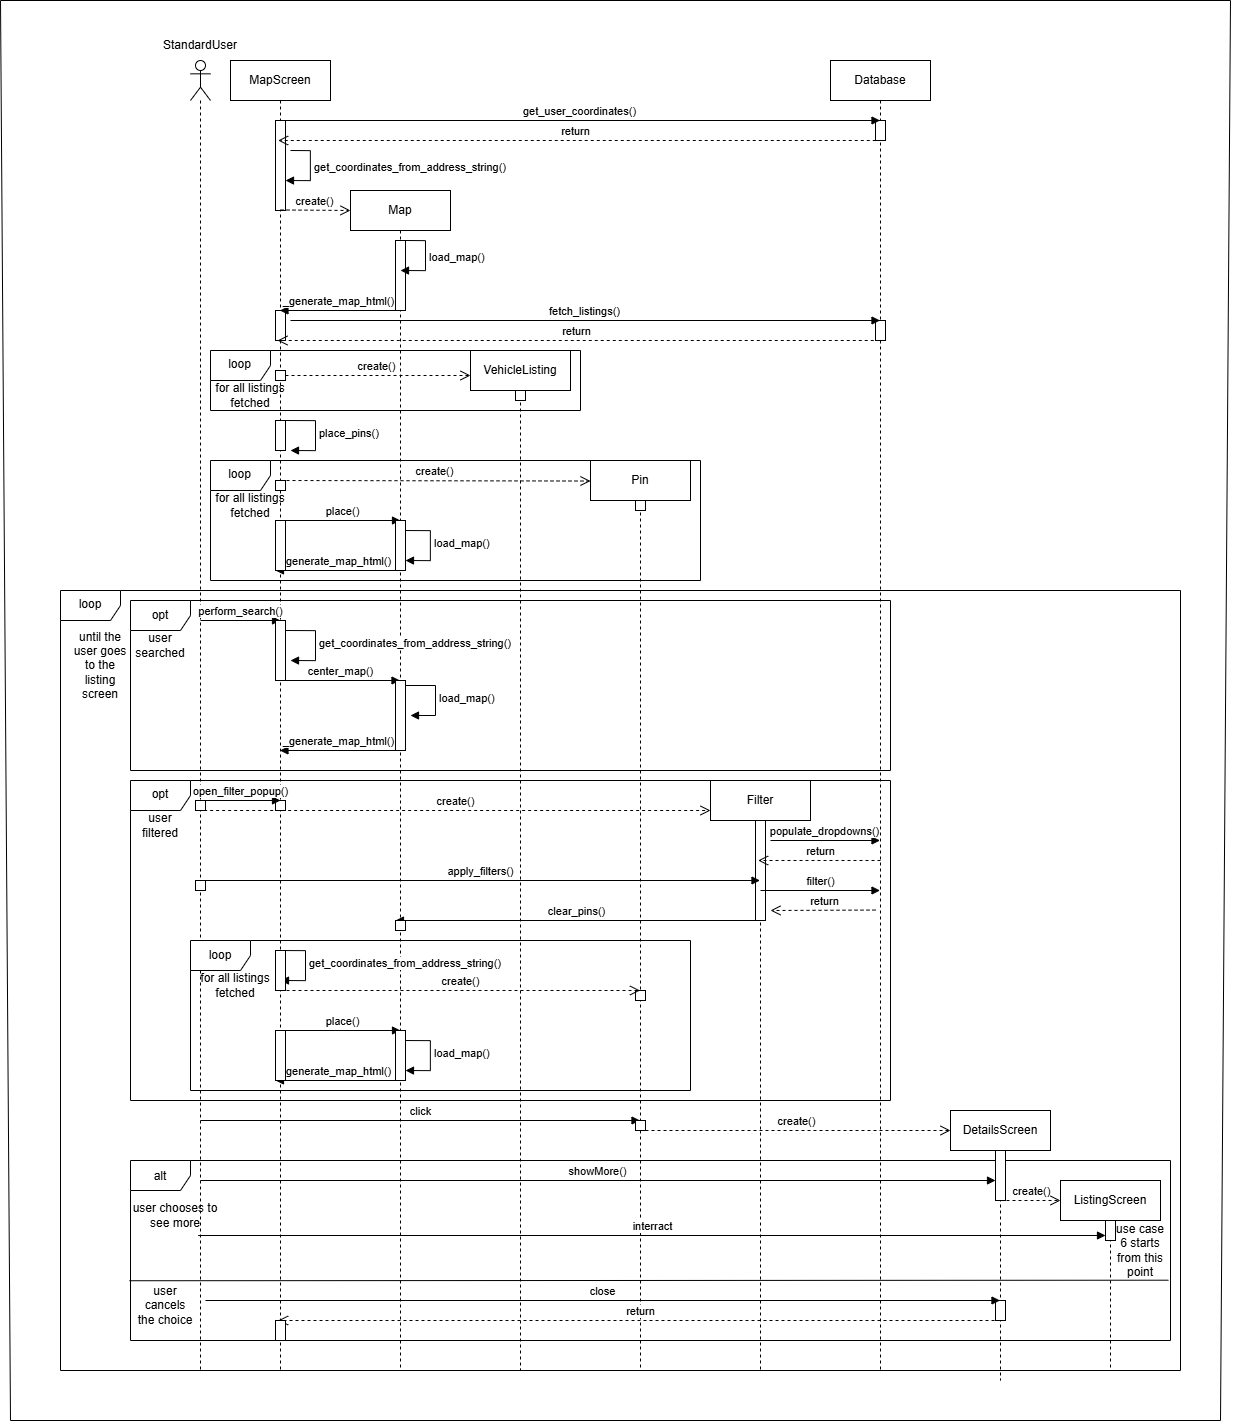 StandardUser
MapScreen
Database
get_user_coordinates()
return
get_coordinates_from_address_string()
create()
Map
load_map()
_generate_map_html()
fetch_listings()
return
loop
create()
VehicleListing
for all listings
fetched
place_pins()
loop
create()
Pin
for all listings
fetched
place()
load_map()
generate_map_html()
loop
until the
user goes
to the
listing
screen
opt
perform_search()
user
searched
get_coordinates_from_address_string()
center_map()
load_map()
_generate_map_html()
opt
open_filter_popup()
create()
Filter
user
filtered
populate_dropdowns()
return
apply_filters()
filter()
return
clear_pins()
loop
get_coordinates_from_address_string()
for all listings
fetched
create()
place()
load_map()
generate_map_html()
click
create()
DetailsScreen
alt
showMore()
create()
ListingScreen
user chooses to
see more
interract
use case
6 starts
from this
point
user
cancels
the choice
close
return